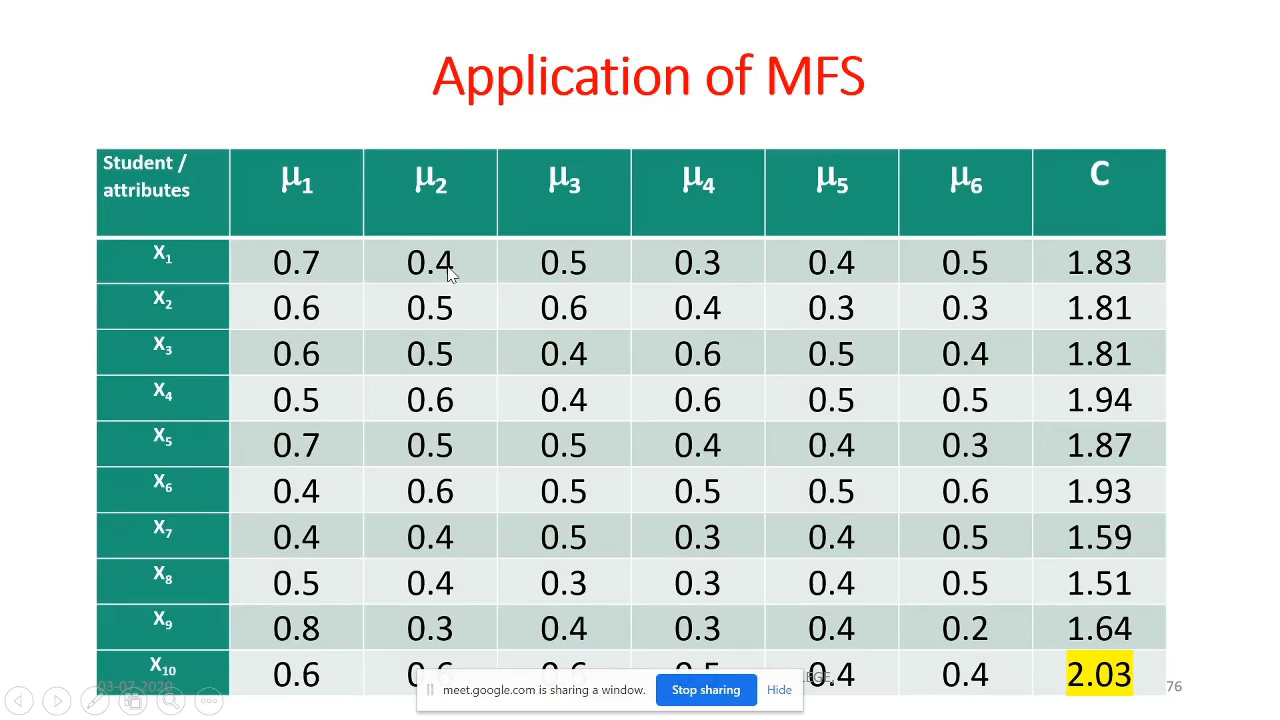 Application of MFS
Student / attributes μ1 μ2 μ3 μ4 μ5 μ6 C
X1 0.7 0.4 0.5 0.3 0.4 0.5 1.83
X2 0.6 0.5 0.6 0.4 0.3 0.3 1.81
X3 0.6 0.5 0.4 0.6 0.5 0.4 1.81
X4 0.5 0.6 0.4 0.6 0.5 0.5 1.94
X5 0.7 0.5 0.5 0.4 0.4 0.3 1.87
X6 0.4 0.6 0.5 0.5 0.5 0.6 1.93
X7 0.4 0.4 0.5 0.3 0.4 0.5 1.59
X8 0.5 0.4 0.3 0.3 0.4 0.5 1.51
X9 0.8 0.3 0.4 0.3 0.4 0.2 1.64
X10 0.6 0.4 0.4 2.03
03-07-2020 76
meet.google.com is sharing a window. Stop sharing Hide